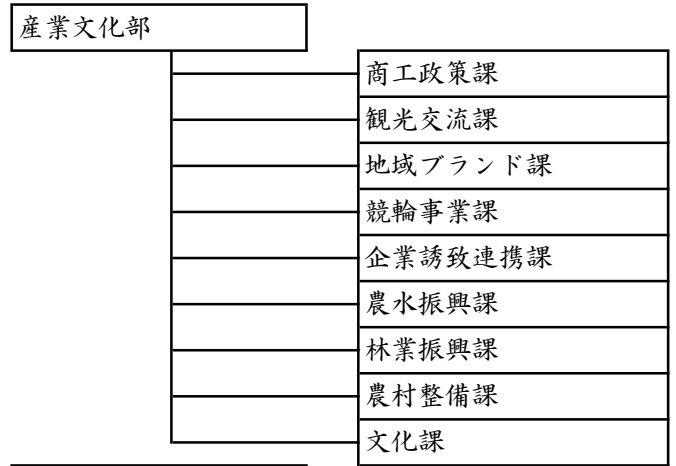 産業文化部
商工政策課
観光交流課
地域ブランド課
競輪事業課
企業誘致連携課
農水振興課
林業振興課
農村整備課
文化課